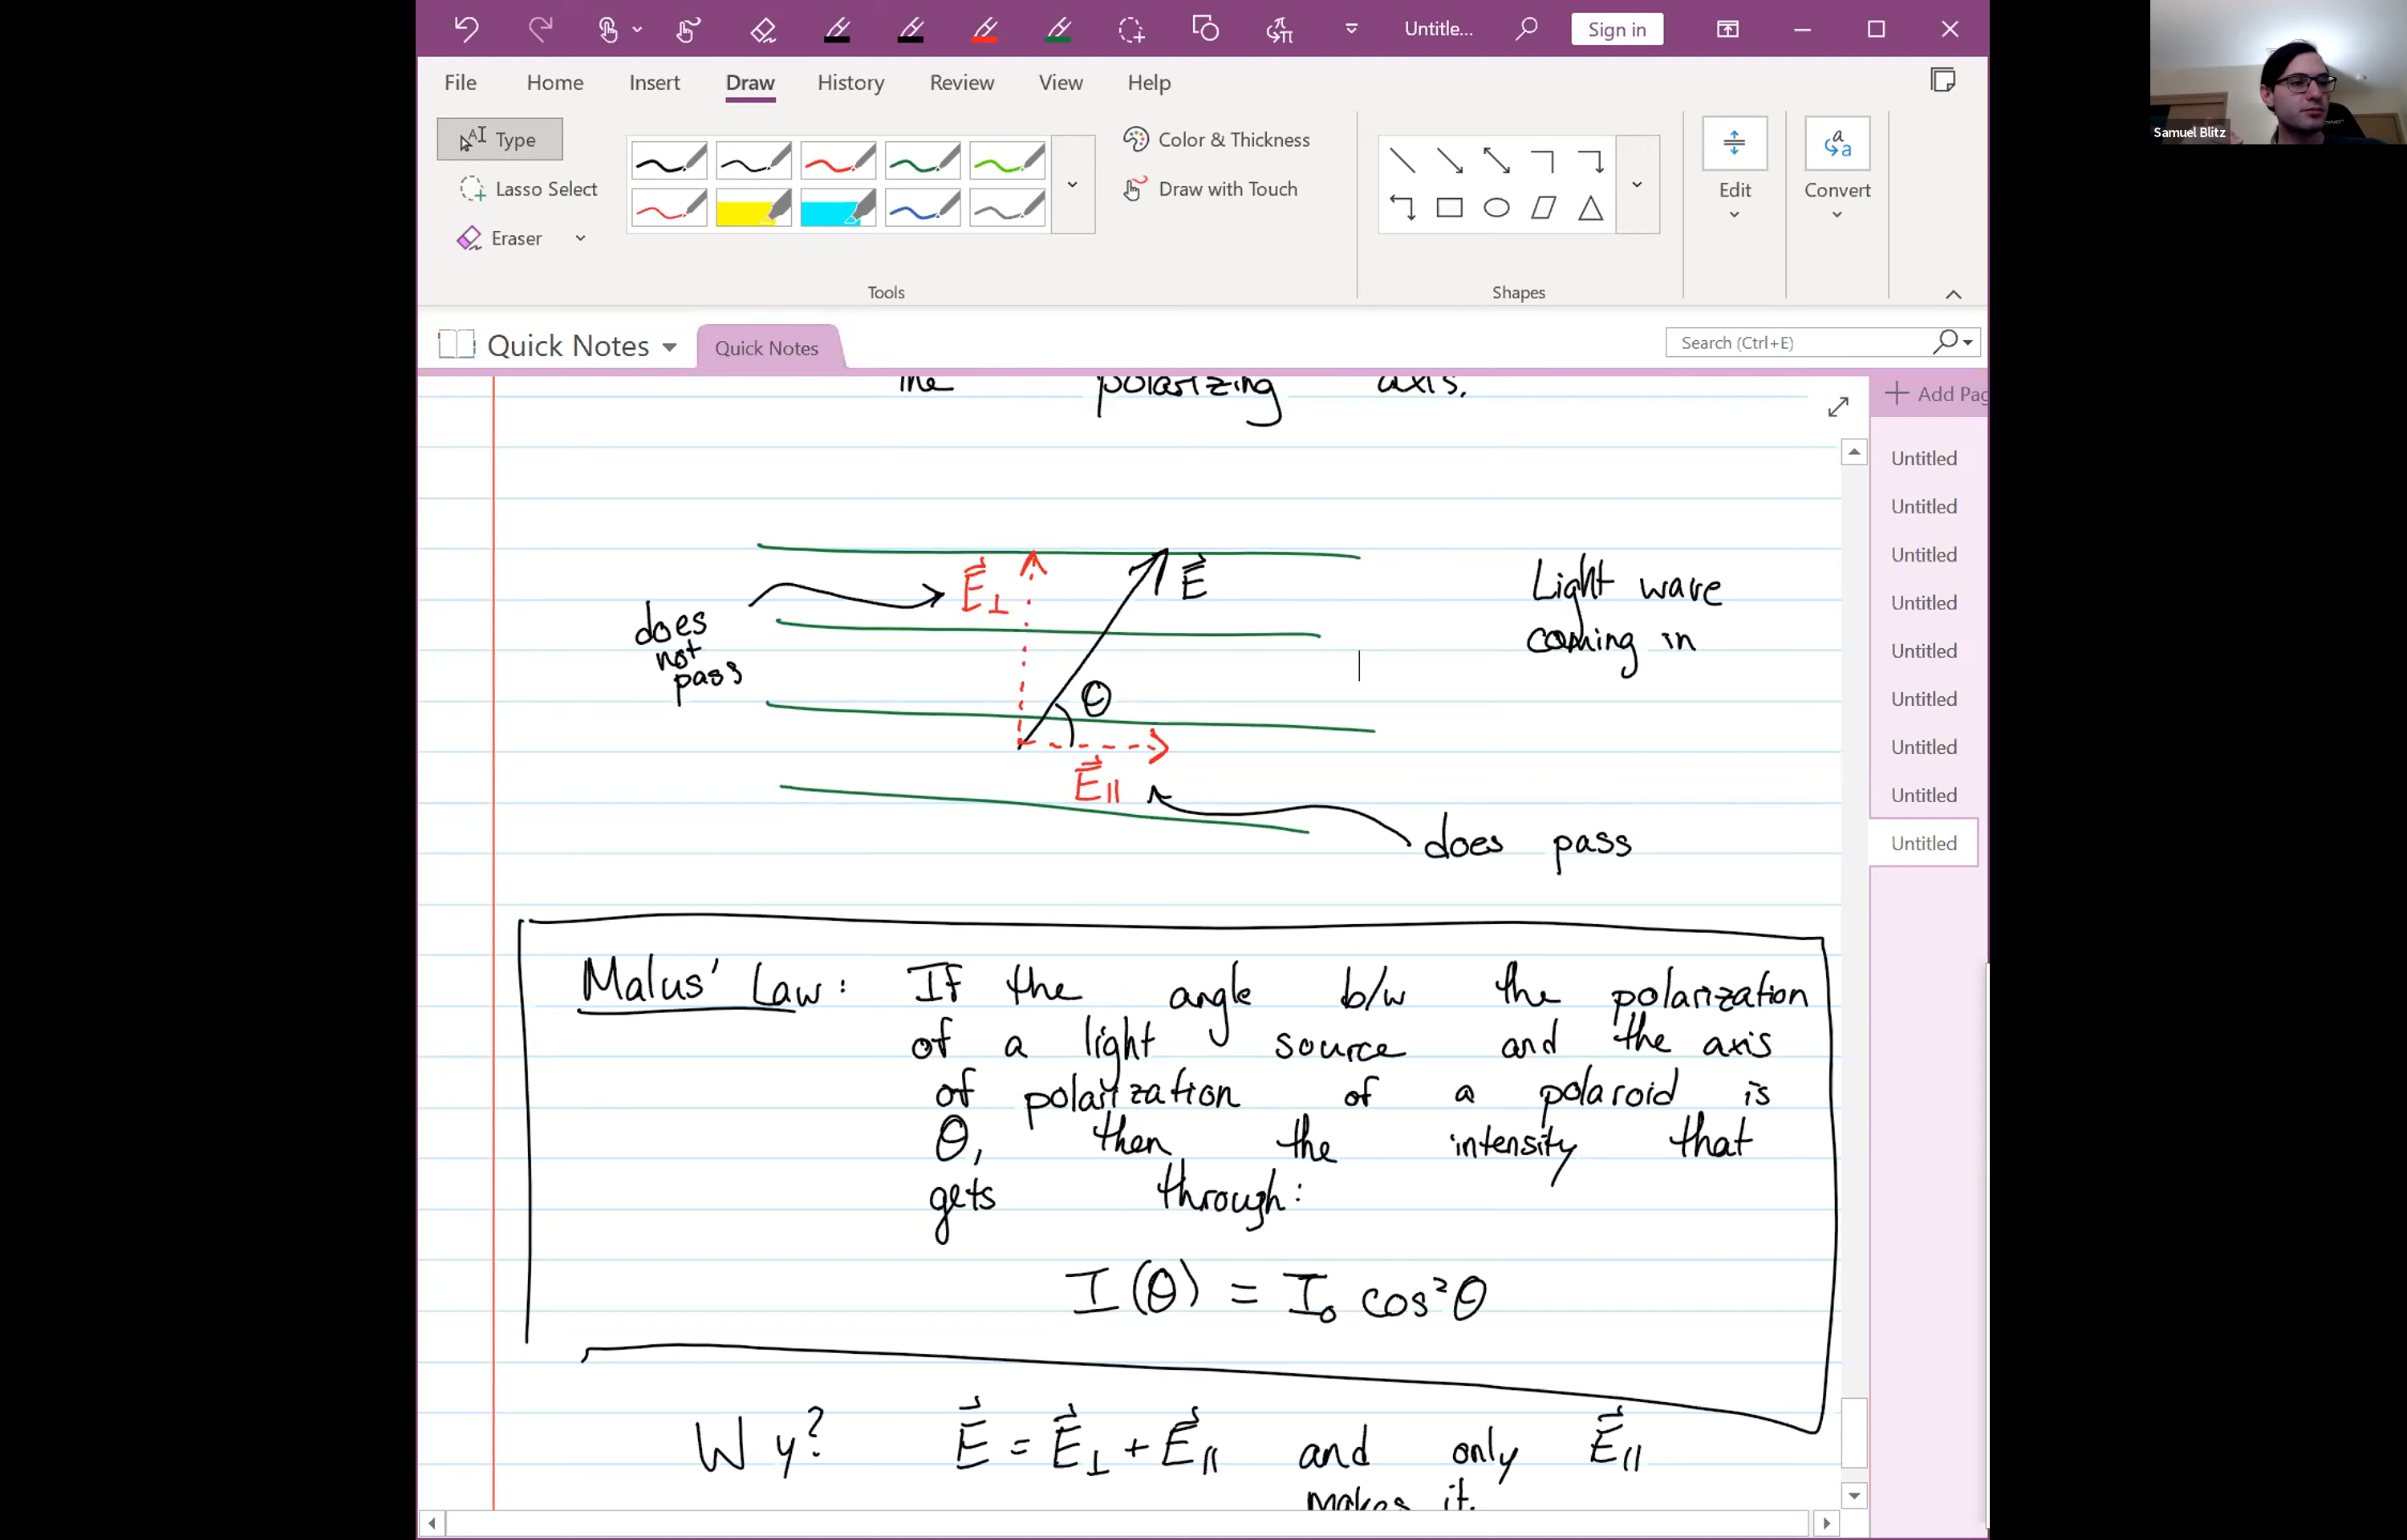 Untitle...
Sign in
File Home Insert Draw History Review View Help
Type
Lasso Select
Eraser
Color & Thickness
Draw with Touch
Edit
Convert
Tools
Shapes
Quick Notes
Quick Notes
Search (Ctrl+E)
Add Pag
Untitled
Untitled
Untitled
Untitled
Untitled
Untitled
Untitled
Untitled
Untitled
Samuel Blitz
the polarizing axis.
E⃗⊥
E⃗
does
not
pass
Light wave
coming in
θ
E⃗||
does pass
Malus' Law: If the angle b/w the polarization
of a light source and the axis
of polarization of a polaroid is
θ, then the intensity that
gets through:
I(θ) = I₀ cos²θ
W y? E⃗ = E⃗⊥ + E⃗|| and only E⃗||
makes it.